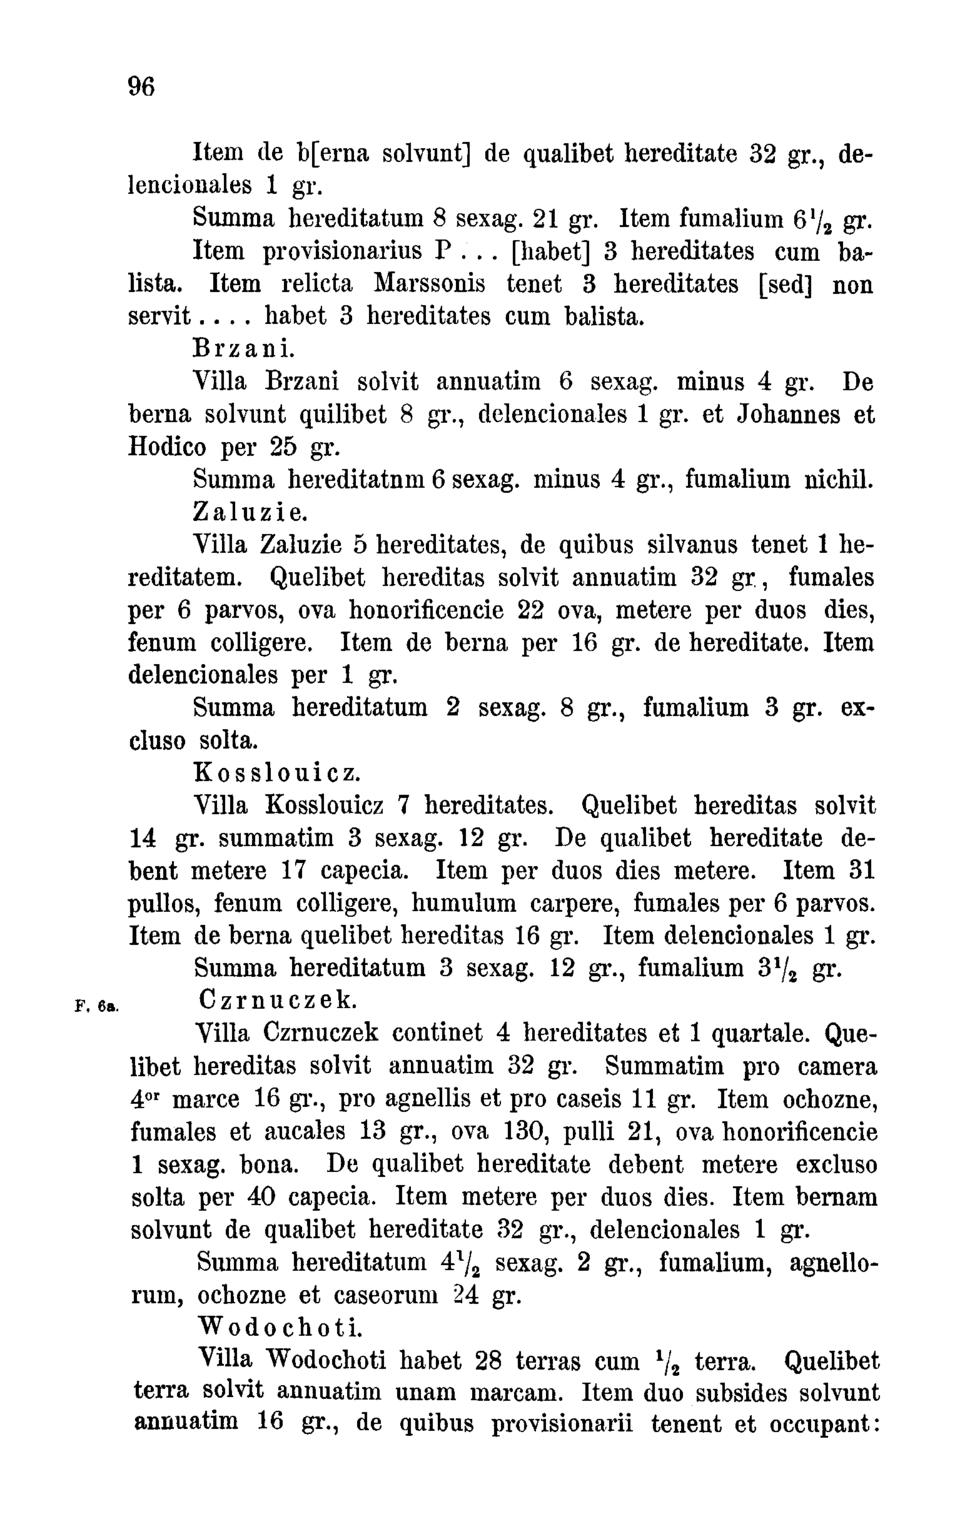 96
Item de b[erna solvunt] de qualibet hereditate 32 gr., de-
lencionales 1 gr.
Summa hereditatum 8 sexag. 21 gr. Item fumalium 6 1/2 gr.
Item provisionarius P . . . [habet] 3 hereditates cum ba-
lista. Item relicta Marssonis tenet 3 hereditates [sed] non
servit . . . . habet 3 hereditates cum balista.
Brzani.
Villa Brzani solvit annuatim 6 sexag. minus 4 gr. De
berna solvunt quilibet 8 gr., delencionales 1 gr. et Johannes et
Hodico per 25 gr.
Summa hereditatnm 6 sexag. minus 4 gr., fumalium nichil.
Zaluzie.
Villa Zaluzie 5 hereditates, de quibus silvanus tenet 1 he-
reditatem. Quelibet hereditas solvit annuatim 32 gr., fumales
per 6 parvos, ova honorificencie 22 ova, metere per duos dies,
fenum colligere. Item de berna per 16 gr. de hereditate. Item
delencionales per 1 gr.
Summa hereditatum 2 sexag. 8 gr., fumalium 3 gr. ex-
cluso solta.
Kosslouicz.
Villa Kosslouicz 7 hereditates. Quelibet hereditas solvit
14 gr. summatim 3 sexag. 12 gr. De qualibet hereditate de-
bent metere 17 capecia. Item per duos dies metere. Item 31
pullos, fenum colligere, humulum carpere, fumales per 6 parvos.
Item de berna quelibet hereditas 16 gr. Item delencionales 1 gr.
Summa hereditatum 3 sexag. 12 gr., fumalium 3 1/2 gr.
F. 6a. Czrnuczek.
Villa Czrnuczek continet 4 hereditates et 1 quartale. Que-
libet hereditas solvit annuatim 32 gr. Summatim pro camera
4or marce 16 gr., pro agnellis et pro caseis 11 gr. Item ochozne,
fumales et aucales 13 gr., ova 130, pulli 21, ova honorificencie
1 sexag. bona. De qualibet hereditate debent metere excluso
solta per 40 capecia. Item metere per duos dies. Item bernam
solvunt de qualibet hereditate 32 gr., delencionales 1 gr.
Summa hereditatum 4 1/2 sexag. 2 gr., fumalium, agnello-
rum, ochozne et caseorum 24 gr.
Wodochoti.
Villa Wodochoti habet 28 terras cum 1/2 terra. Quelibet
terra solvit annuatim unam marcam. Item duo subsides solvunt
annuatim 16 gr., de quibus provisionarii tenent et occupant: